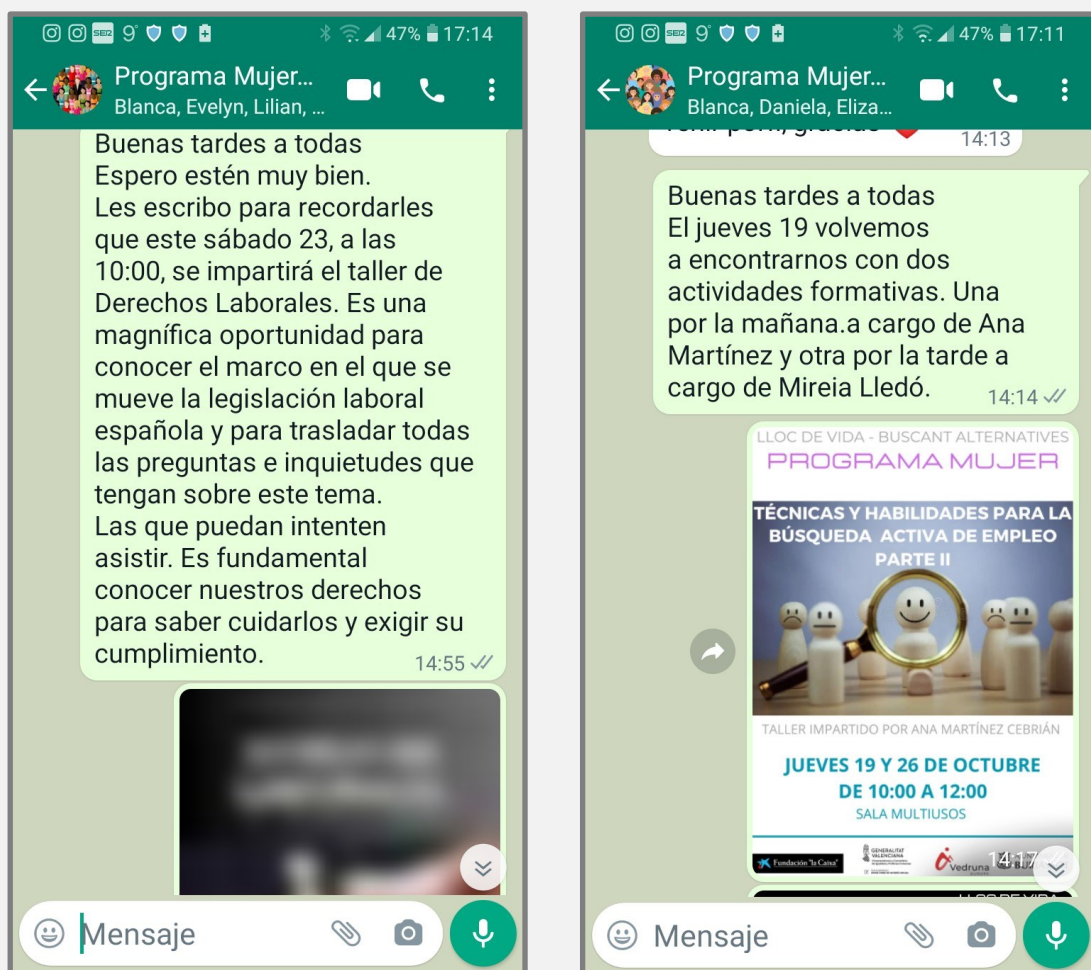 47% 17:14
Programa Mujer...
Blanca, Evelyn, Lilian, ...
Buenas tardes a todas
Espero estén muy bien.
Les escribo para recordarles
que este sábado 23, a las
10:00, se impartirá el taller de
Derechos Laborales. Es una
magnífica oportunidad para
conocer el marco en el que se
mueve la legislación laboral
española y para trasladar todas
las preguntas e inquietudes que
tengan sobre este tema.
Las que puedan intenten
asistir. Es fundamental
conocer nuestros derechos
para saber cuidarlos y exigir su
cumplimiento.
14:55
Mensaje
SER 9° 47% 17:11
Programa Mujer...
Blanca, Daniela, Eliza...
14:13
Buenas tardes a todas
El jueves 19 volvemos
a encontrarnos con dos
actividades formativas. Una
por la mañana.a cargo de Ana
Martínez y otra por la tarde a
cargo de Mireia Lledó.
14:14
LLOC DE VIDA - BUSCANT ALTERNATIVES
PROGRAMA MUJER
TÉCNICAS Y HABILIDADES PARA LA
BÚSQUEDA ACTIVA DE EMPLEO
PARTE II
TALLER IMPARTIDO POR ANA MARTÍNEZ CEBRIÁN
JUEVES 19 Y 26 DE OCTUBRE
DE 10:00 A 12:00
SALA MULTIUSOS
Fundación "la Caixa"
GENERALITAT
VALENCIANA
Vedruna
14:17
Mensaje